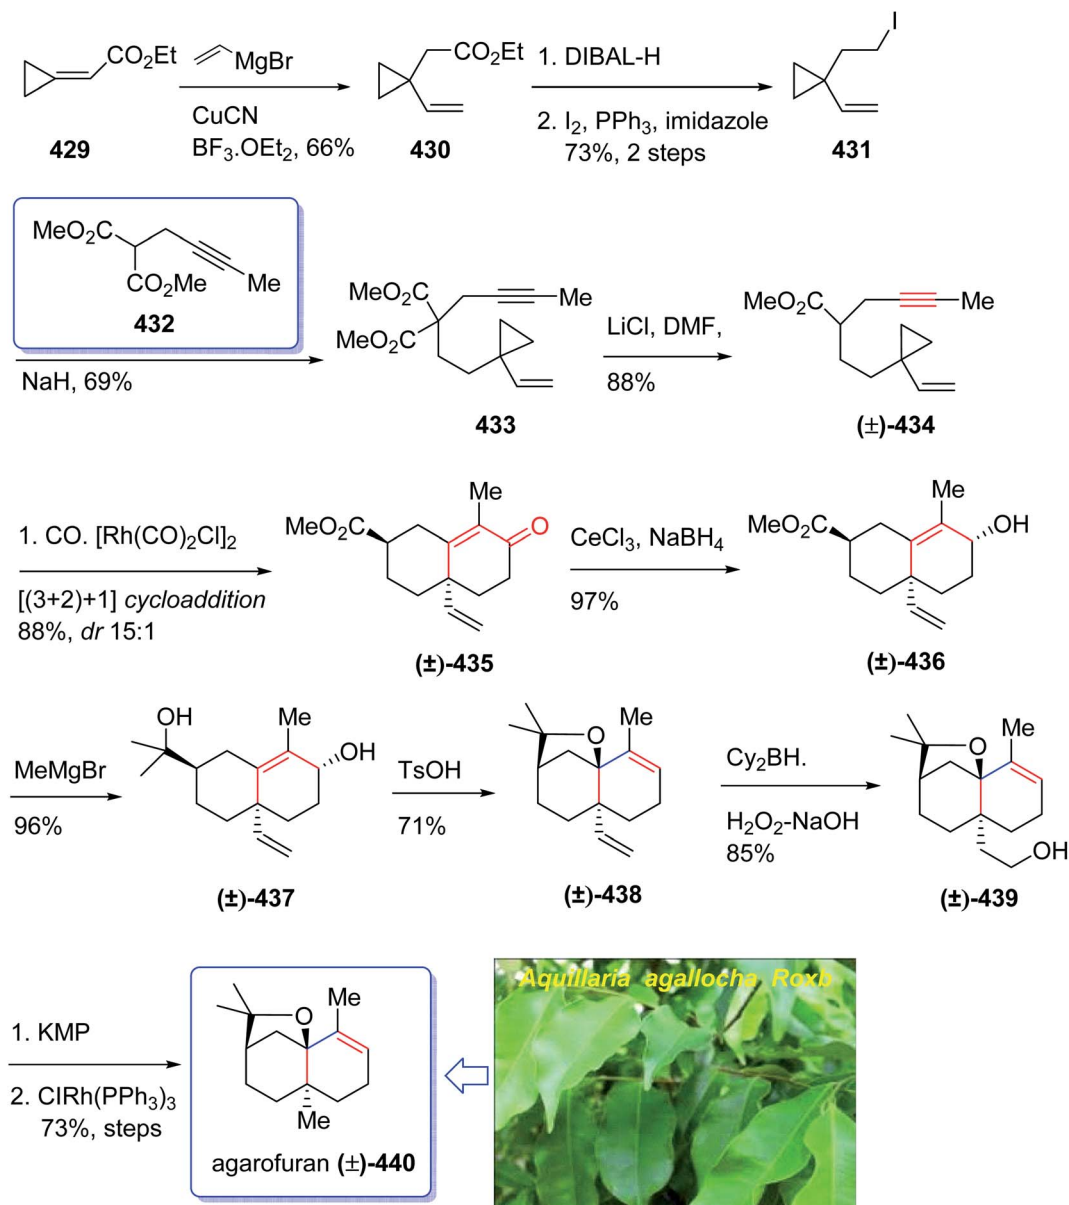 CO₂Et
MgBr
CuCN
BF₃.OEt₂, 66%
429
CO₂Et
430
1. DIBAL-H
2. I₂, PPh₃, imidazole
73%, 2 steps
I
431
MeO₂C
CO₂Me
Me
432
NaH, 69%
MeO₂C
MeO₂C
Me
433
LiCl, DMF,
88%
MeO₂C
Me
(±)-434
1. CO. [Rh(CO)₂Cl]₂
[(3+2)+1] cycloaddition
88%, dr 15:1
MeO₂C
Me
O
(±)-435
CeCl₃, NaBH₄
97%
MeO₂C
Me
OH
(±)-436
MeMgBr
96%
OH
Me
OH
(±)-437
TsOH
71%
O
Me
(±)-438
Cy₂BH.
H₂O₂-NaOH
85%
O
Me
OH
(±)-439
1. KMP
2. ClRh(PPh₃)₃
73%, steps
O
Me
Me
agarofuran (±)-440
Aquillaria agallocha Roxb